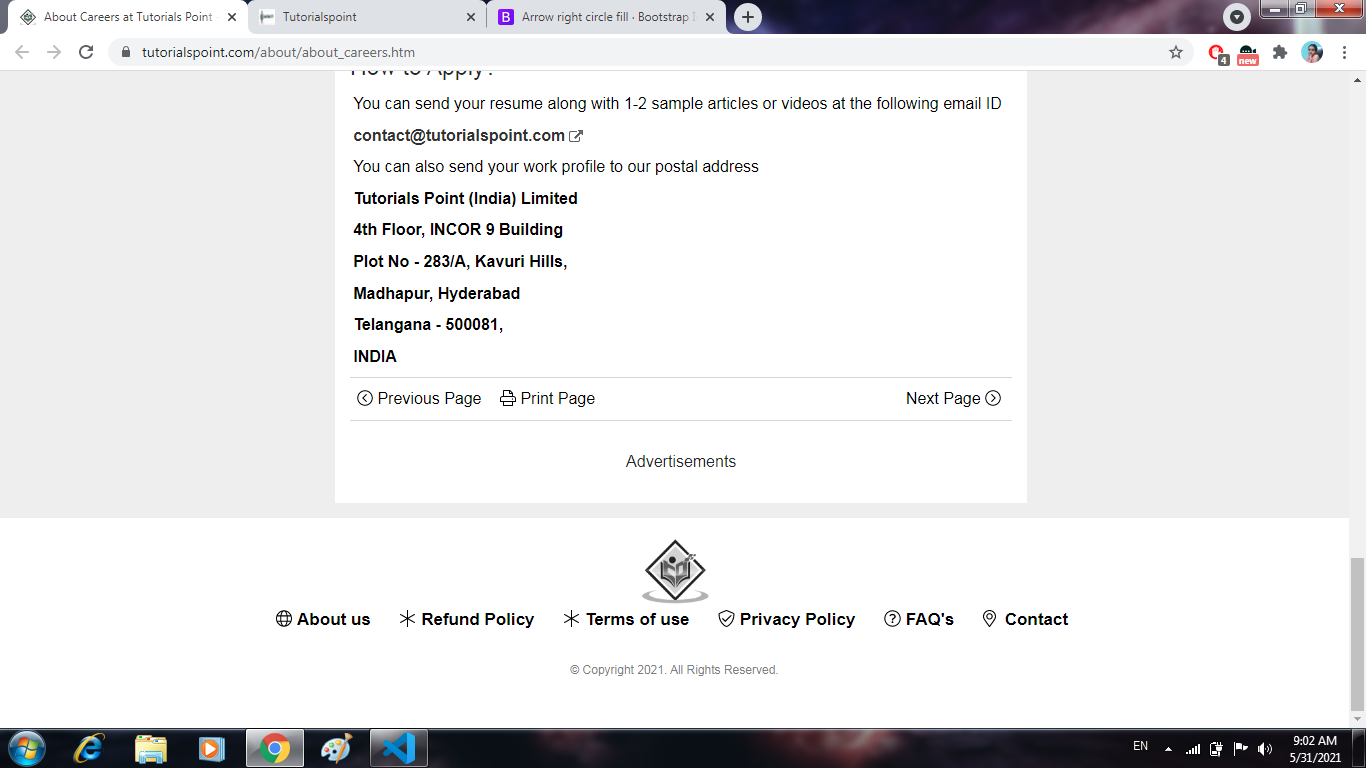 About Careers at Tutorials Point
Tutorialspoint
Arrow right circle fill · Bootstrap
tutorialspoint.com/about/about_careers.htm
4
new
How to Apply?
You can send your resume along with 1-2 sample articles or videos at the following email ID
contact@tutorialspoint.com
You can also send your work profile to our postal address
Tutorials Point (India) Limited
4th Floor, INCOR 9 Building
Plot No - 283/A, Kavuri Hills,
Madhapur, Hyderabad
Telangana - 500081,
INDIA
Previous Page Print Page Next Page
Advertisements
About us Refund Policy Terms of use Privacy Policy FAQ's Contact
© Copyright 2021. All Rights Reserved.
EN
9:02 AM
5/31/2021